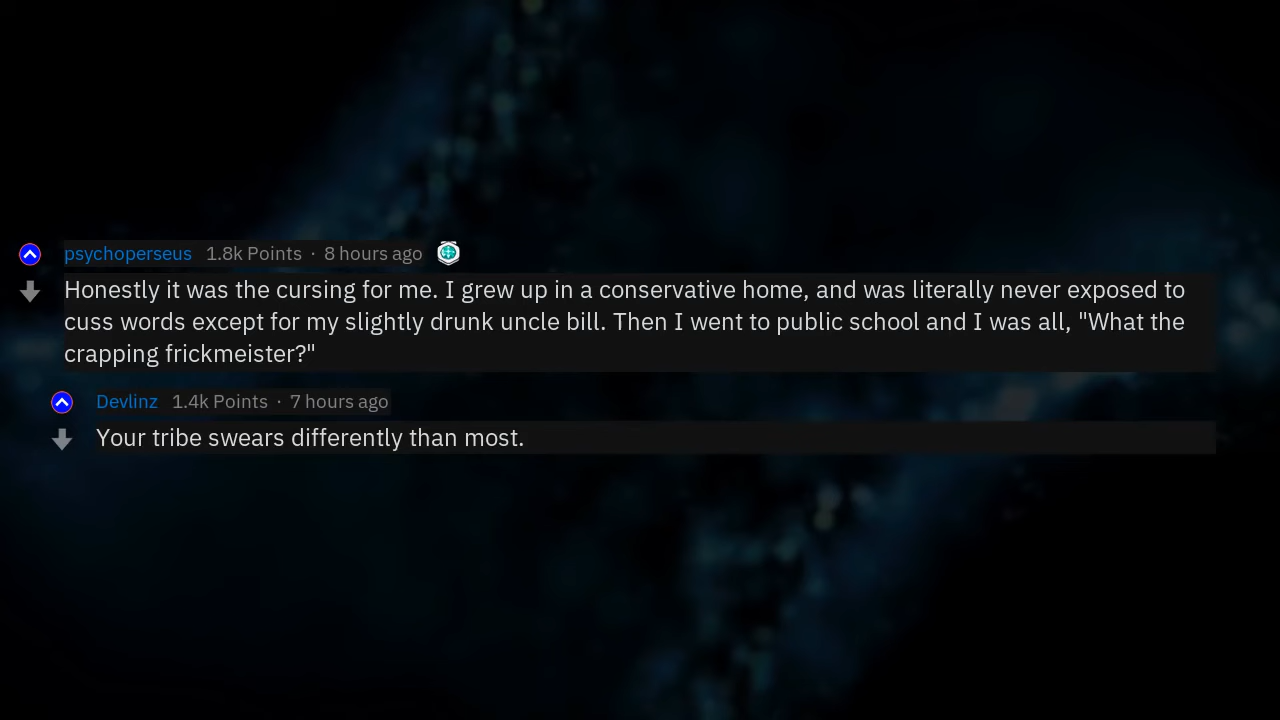 psychoperseus 1.8k Points · 8 hours ago
Honestly it was the cursing for me. I grew up in a conservative home, and was literally never exposed to
cuss words except for my slightly drunk uncle bill. Then I went to public school and I was all, "What the
crapping frickmeister?"
Devlinz 1.4k Points · 7 hours ago
Your tribe swears differently than most.